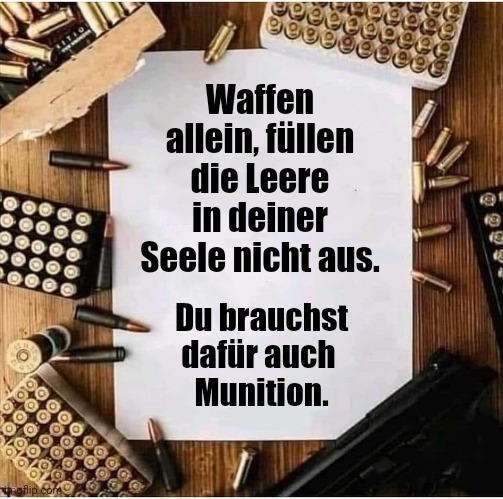 Waffen
allein, füllen
die Leere
in deiner
Seele nicht aus.
Du brauchst
dafür auch
Munition.
imgflip.com